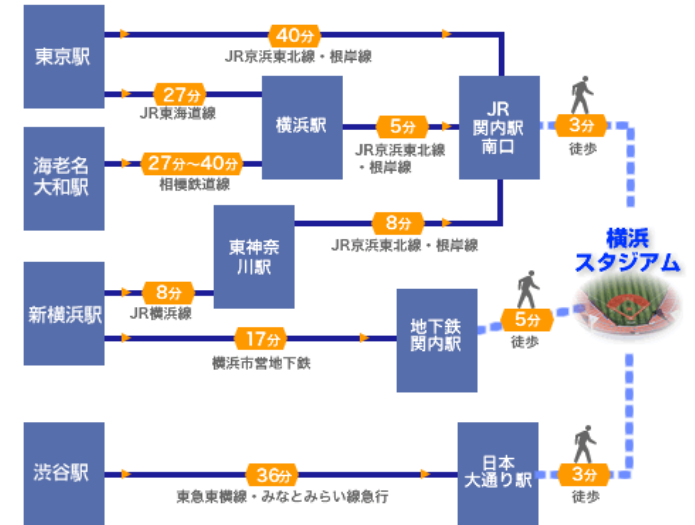 東京駅
40分
JR京浜東北線・根岸線
27分
JR東海道線
横浜駅
5分
JR京浜東北線
・根岸線
JR
関内駅
南口
3分
徒歩
海老名
大和駅
27分〜40分
相模鉄道線
東神奈
川駅
8分
JR京浜東北線・根岸線
横浜
スタジアム
新横浜駅
8分
JR横浜線
17分
横浜市営地下鉄
地下鉄
関内駅
5分
徒歩
渋谷駅
36分
東急東横線・みなとみらい線急行
日本
大通り駅
3分
徒歩